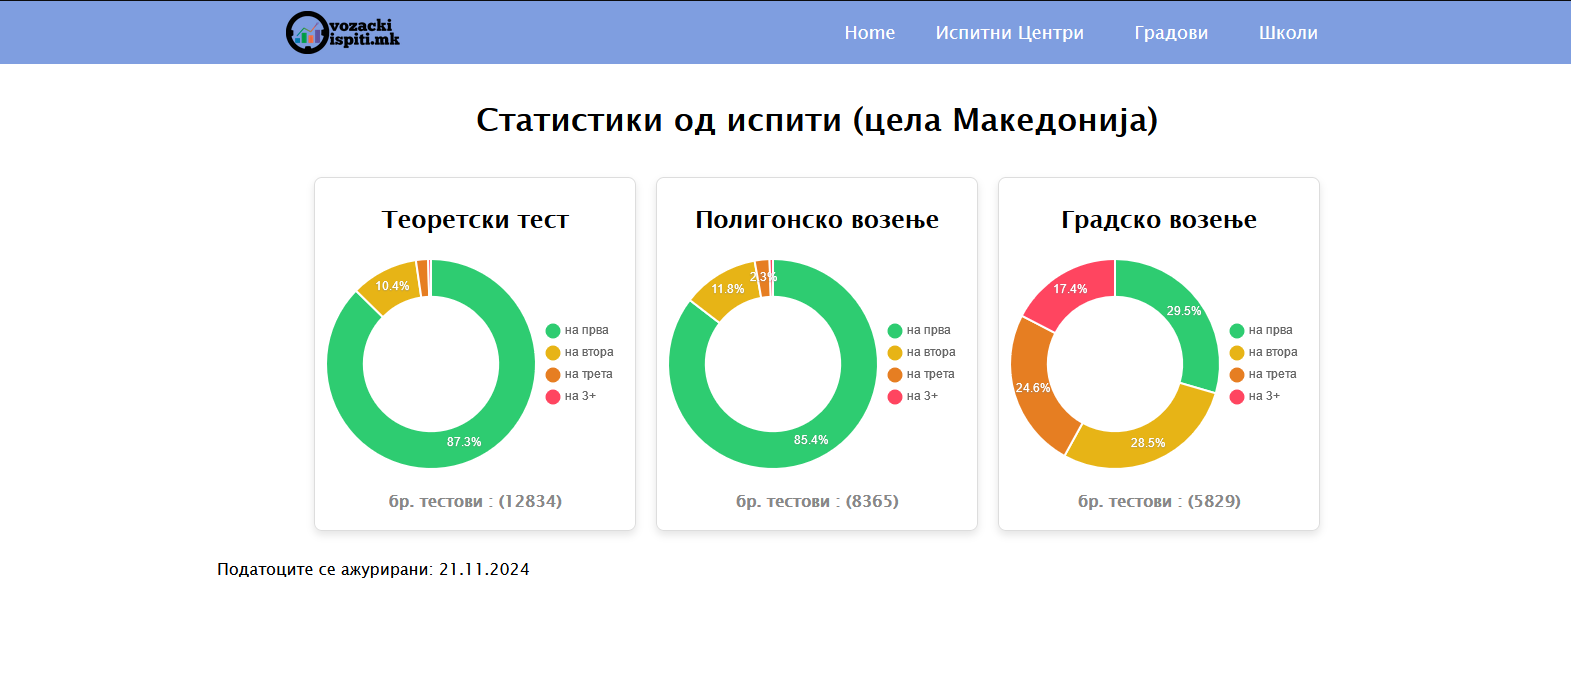 vozacki
ispiti.mk
Home Испитни Центри Градови Школи
Статистики од испити (цела Македонија)
Теоретски тест
10.4%
87.3%
на прва
на втора
на трета
на 3+
бр. тестови : (12834)
Полигонско возење
2.3%
11.8%
85.4%
на прва
на втора
на трета
на 3+
бр. тестови : (8365)
Градско возење
17.4%
29.5%
24.6%
28.5%
на прва
на втора
на трета
на 3+
бр. тестови : (5829)
Податоците се ажурирани: 21.11.2024